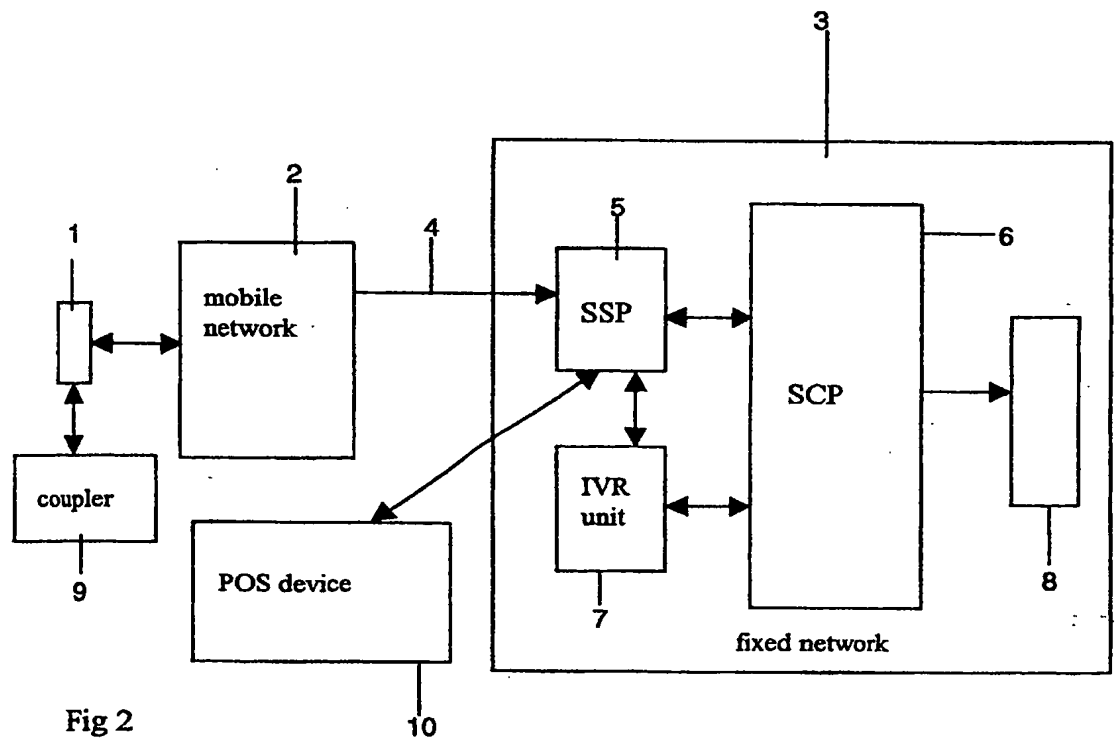 3
2
1
4
5
6
mobile
network
SSP
SCP
coupler
IVR
unit
POS device
9
7
8
fixed network
Fig 2
10